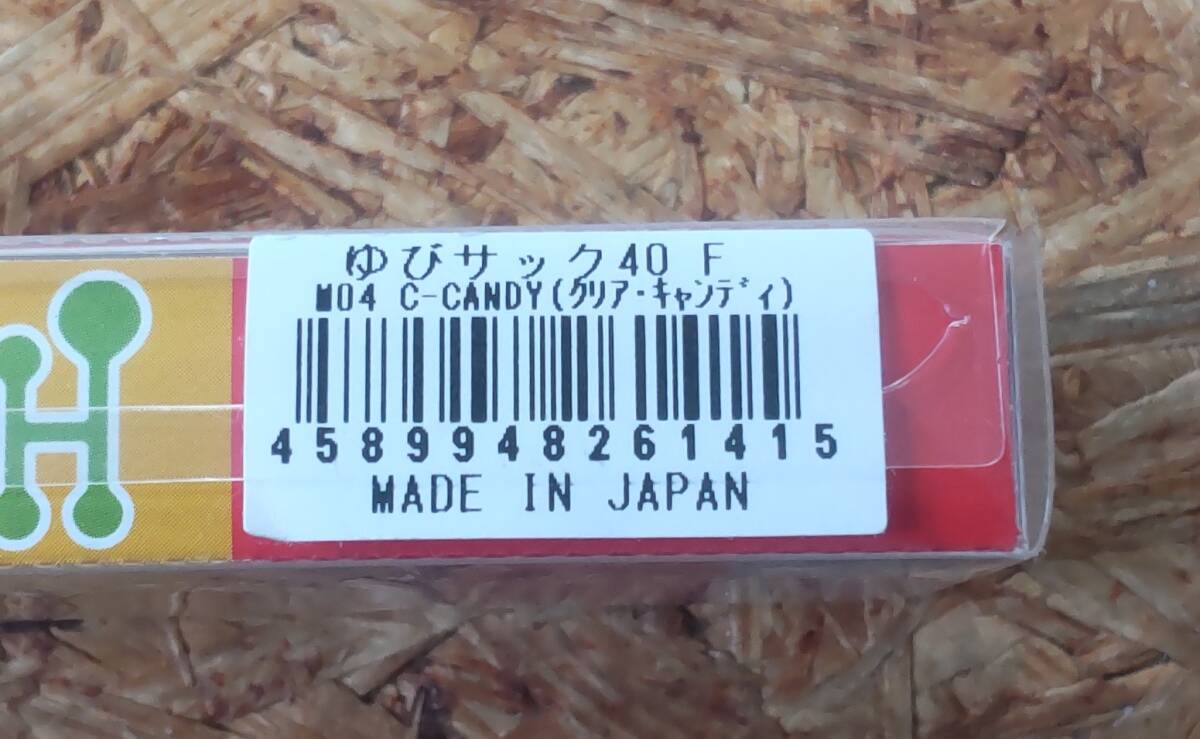 ゆびサック40 F
M04 C-CANDY(ｸﾘｱ・ｷｬﾝﾃﾞｨ)
4589948261415
MADE IN JAPAN
H